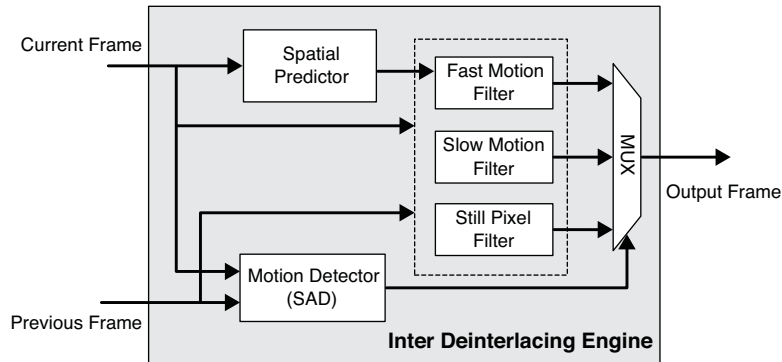 Current Frame
Spatial
Predictor
Fast Motion
Filter
Slow Motion
Filter
MUX
Output Frame
Still Pixel
Filter
Motion Detector
(SAD)
Previous Frame
Inter Deinterlacing Engine